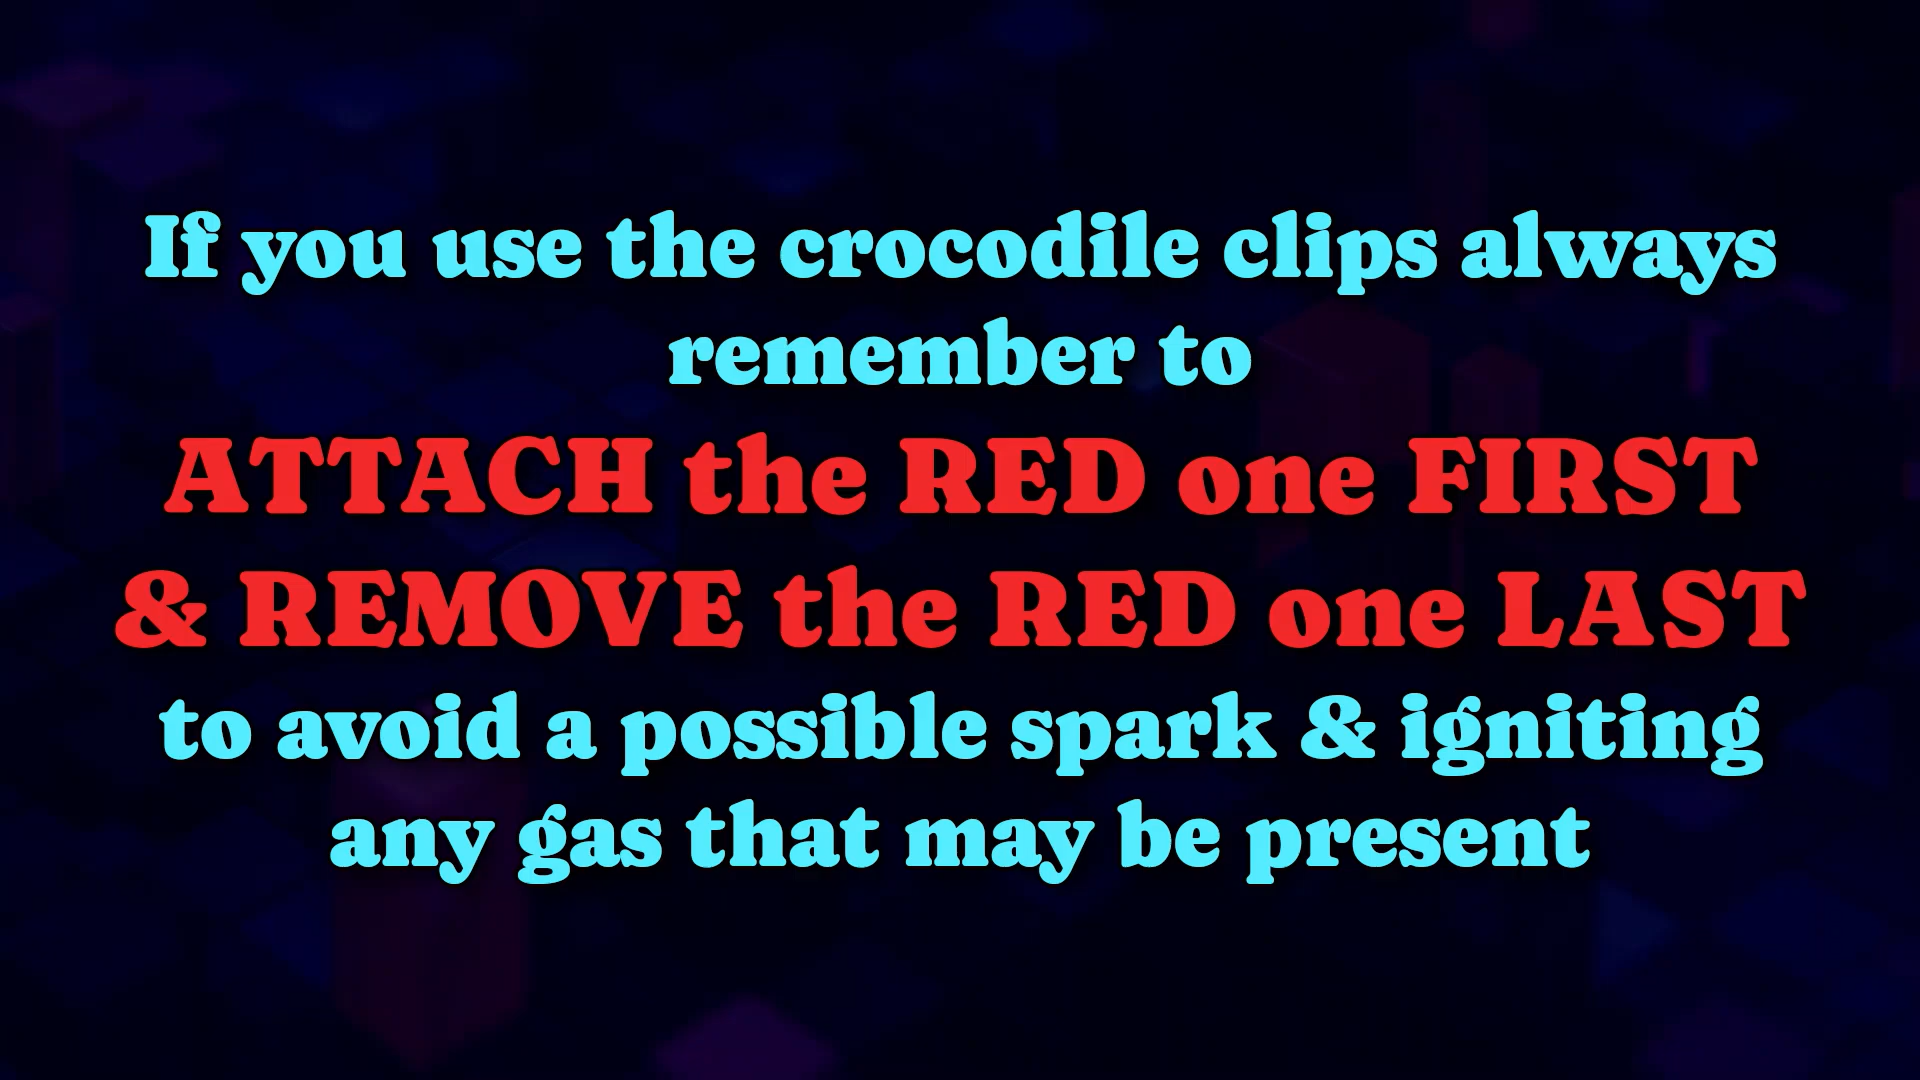 If you use the crocodile clips always
remember to
ATTACH the RED one FIRST
& REMOVE the RED one LAST
to avoid a possible spark & igniting
any gas that may be present